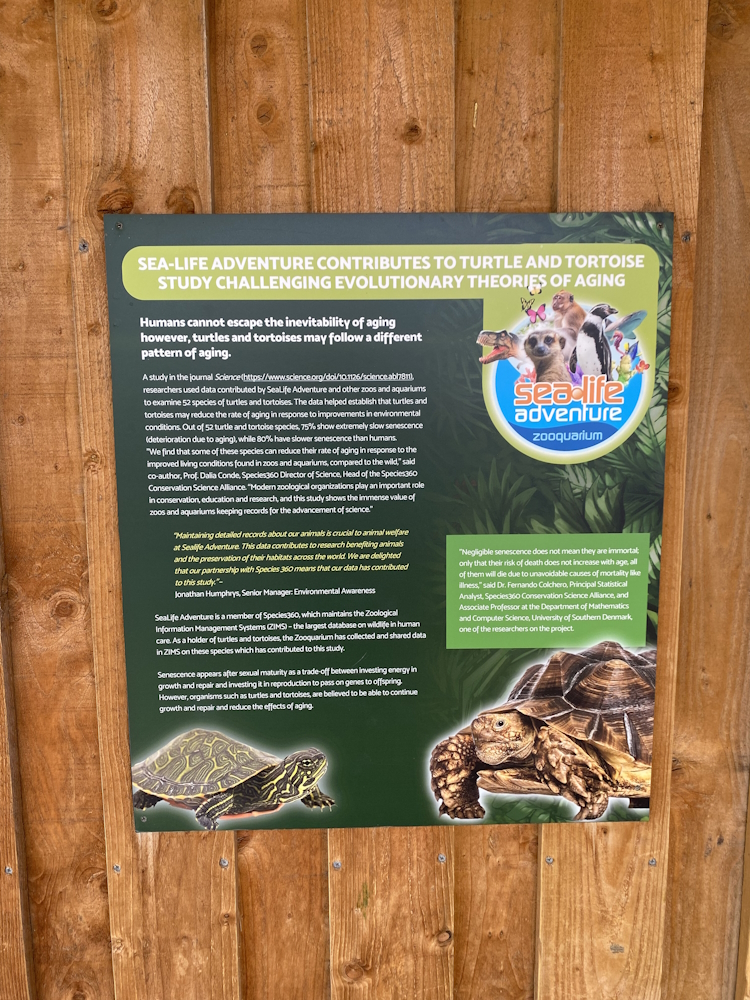 SEA-LIFE ADVENTURE CONTRIBUTES TO TURTLE AND TORTOISE
STUDY CHALLENGING EVOLUTIONARY THEORIES OF AGING
Humans cannot escape the inevitability of aging
however, turtles and tortoises may follow a different
pattern of aging.
A study in the journal Science (https://www.science.org/doi/10.1126/science.abl7811),
researchers used data contributed by SeaLife Adventure and other zoos and aquariums
to examine 52 species of turtles and tortoises. The data helped establish that turtles and
tortoises may reduce the rate of aging in response to improvements in environmental
conditions. Out of 52 turtle and tortoise species, 75% show extremely slow senescence
(deterioration due to aging), while 80% have slower senescence than humans.
"We find that some of these species can reduce their rate of aging in response to the
improved living conditions found in zoos and aquariums, compared to the wild," said
co-author, Prof. Dalia Conde, Species360 Director of Science, Head of the Species360
Conservation Science Alliance. "Modern zoological organizations play an important role
in conservation, education and research, and this study shows the immense value of
zoos and aquariums keeping records for the advancement of science."
"Maintaining detailed records about our animals is crucial to animal welfare
at Sealife Adventure. This data contributes to research benefiting animals
and the preservation of their habitats across the world. We are delighted
that our partnership with Species 360 means that our data has contributed
to this study."–
Jonathan Humphrys, Senior Manager: Environmental Awareness
SeaLife Adventure is a member of Species360, which maintains the Zoological
Information Management Systems (ZIMS) – the largest database on wildlife in human
care. As a holder of turtles and tortoises, the Zooquarium has collected and shared data
in ZIMS on these species which has contributed to this study.
Senescence appears after sexual maturity as a trade-off between investing energy in
growth and repair and investing it in reproduction to pass on genes to offspring.
However, organisms such as turtles and tortoises, are believed to be able to continue
growth and repair and reduce the effects of aging.
sea life
adventure
zooquarium
"Negligible senescence does not mean they are immortal;
only that their risk of death does not increase with age, all
of them will die due to unavoidable causes of mortality like
illness," said Dr. Fernando Colchero, Principal Statistical
Analyst, Species360 Conservation Science Alliance, and
Associate Professor at the Department of Mathematics
and Computer Science, University of Southern Denmark,
one of the researchers on the project.